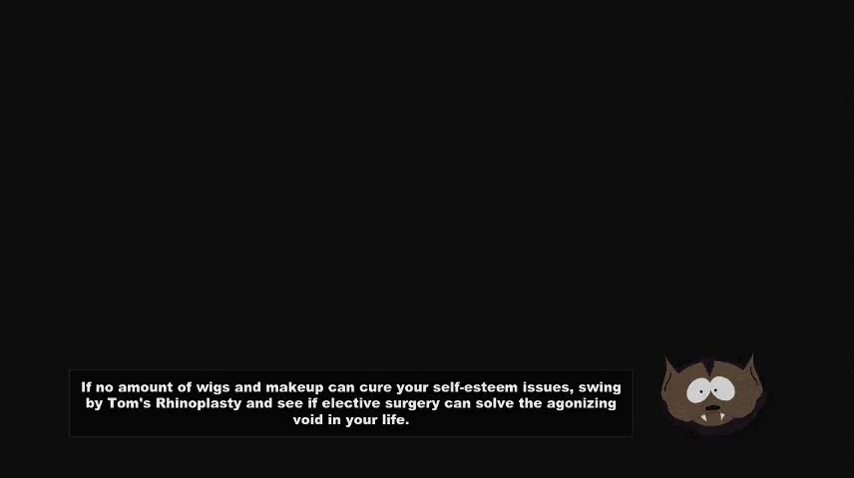 If no amount of wigs and makeup can cure your self-esteem issues, swing
by Tom's Rhinoplasty and see if elective surgery can solve the agonizing
void in your life.